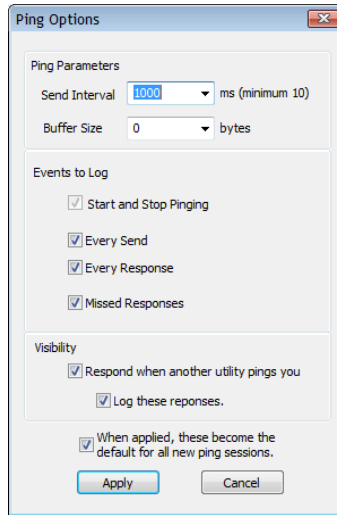 Ping Options
Ping Parameters
Send Interval 1000 ms (minimum 10)
Buffer Size 0 bytes
Events to Log
Start and Stop Pinging
Every Send
Every Response
Missed Responses
Visibility
Respond when another utility pings you
Log these reponses.
When applied, these become the
default for all new ping sessions.
Apply Cancel